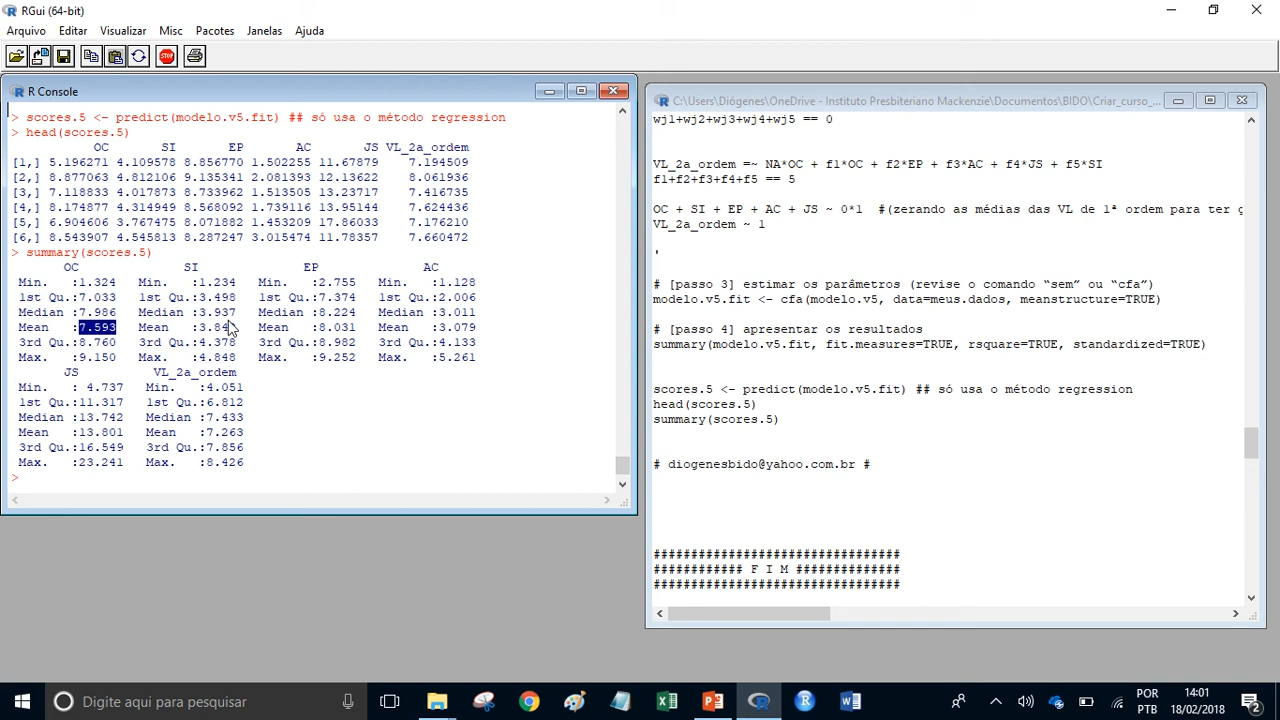 RGui (64-bit)
Arquivo Editar Visualizar Misc Pacotes Janelas Ajuda
STOP
R Console
> scores.5 <- predict(modelo.v5.fit) ## só usa o método regression
> head(scores.5)
OC SI EP AC JS VL_2a_ordem
[1,] 5.196271 4.109578 8.856770 1.502255 11.67879 7.194509
[2,] 8.877063 4.812106 9.135341 2.081393 12.13622 8.061936
[3,] 7.118833 4.017873 8.733962 1.513505 13.23717 7.416735
[4,] 8.174877 4.314949 8.568092 1.739116 13.95144 7.624436
[5,] 6.904606 3.767475 8.071882 1.453209 17.86033 7.176210
[6,] 8.543907 4.545813 8.287247 3.015474 11.78357 7.660472
> summary(scores.5)
OC SI EP AC
Min. :1.324 Min. :1.234 Min. :2.755 Min. :1.128
1st Qu.:7.033 1st Qu.:3.498 1st Qu.:7.374 1st Qu.:2.006
Median :7.986 Median :3.937 Median :8.224 Median :3.011
Mean :7.593 Mean Mean :8.031 Mean :3.079
3rd Qu.:8.760 3rd Qu.:4.378 3rd Qu.:8.982 3rd Qu.:4.133
Max. :9.150 Max. :4.848 Max. :9.252 Max. :5.261
JS VL_2a_ordem
Min. : 4.737 Min. :4.051
1st Qu.:11.317 1st Qu.:6.812
Median :13.742 Median :7.433
Mean :13.801 Mean :7.263
3rd Qu.:16.549 3rd Qu.:7.856
Max. :23.241 Max. :8.426
>
C:\Users\Diógenes\OneDrive - Instituto Presbiteriano Mackenzie\Documentos\BIDO\Criar_curso_...
wj1+wj2+wj3+wj4+wj5 == 0
VL_2a_ordem =~ NA*OC + f1*OC + f2*EP + f3*AC + f4*JS + f5*SI
f1+f2+f3+f4+f5 == 5
OC + SI + EP + AC + JS ~ 0*1 #(zerando as médias das VL de 1ª ordem para ter g
VL_2a_ordem ~ 1
'
# [passo 3] estimar os parâmetros (revise o comando “sem” ou “cfa”)
modelo.v5.fit <- cfa(modelo.v5, data=meus.dados, meanstructure=TRUE)
# [passo 4] apresentar os resultados
summary(modelo.v5.fit, fit.measures=TRUE, rsquare=TRUE, standardized=TRUE)
scores.5 <- predict(modelo.v5.fit) ## só usa o método regression
head(scores.5)
summary(scores.5)
# diogenesbido@yahoo.com.br #
#################################
############ F I M ##############
#################################
Digite aqui para pesquisar
POR
PTB
14:01
18/02/2018
2